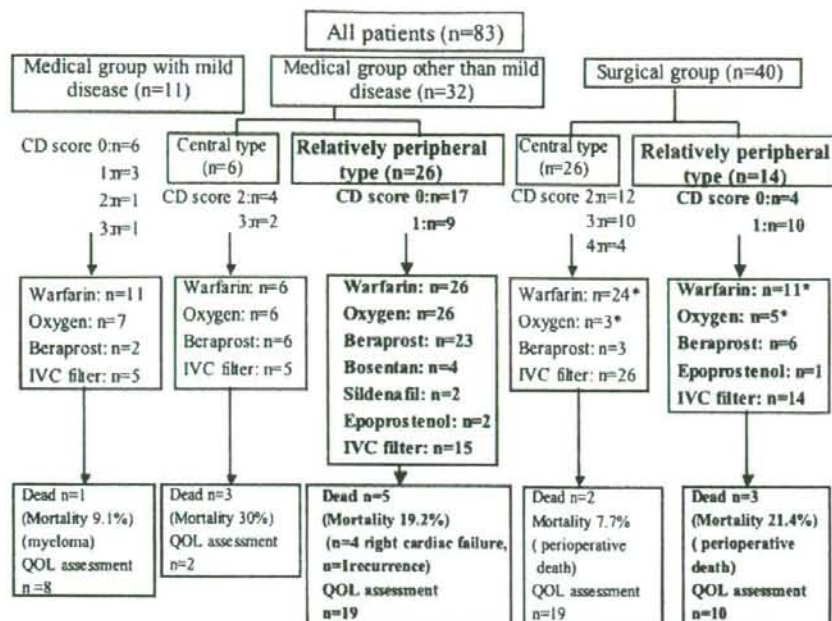 All patients (n=83)
Medical group with mild
disease (n=11)
Medical group other than mild
disease (n=32)
Surgical group (n=40)
CD score 0:n=6
1:n=3
2:n=1
3:n=1
Central type
(n=6)
CD score 2:n=4
3:n=2
Relatively peripheral
type (n=26)
CD score 0:n=17
1:n=9
Central type
(n=26)
CD score 2:n=12
3:n=10
4:n=4
Relatively peripheral
type (n=14)
CD score 0:n=4
1:n=10
Warfarin: n=11
Oxygen: n=7
Beraprost: n=2
IVC filter: n=5
Warfarin: n=6
Oxygen: n=6
Beraprost: n=6
IVC filter: n=5
Warfarin: n=26
Oxygen: n=26
Beraprost: n=23
Bosentan: n=4
Sildenafil: n=2
Epoprostenol: n=2
IVC filter: n=15
Warfarin: n=24*
Oxygen: n=3*
Beraprost: n=3
IVC filter: n=26
Warfarin: n=11*
Oxygen: n=5*
Beraprost: n=6
Epoprostenol: n=1
IVC filter: n=14
Dead n=1
(Mortality 9.1%)
(myeloma)
QOL assessment
n =8
Dead n=3
(Mortality 30%)
QOL assessment
n=2
Dead n=5
(Mortality 19.2%)
(n=4 right cardiac failure,
n=1recurrence)
QOL assessment
n=19
Dead n=2
Mortality 7.7%
( perioperative
death)
QOL assessment
n=19
Dead n=3
(Mortality 21.4%)
( perioperative
death)
QOL assessment
n=10